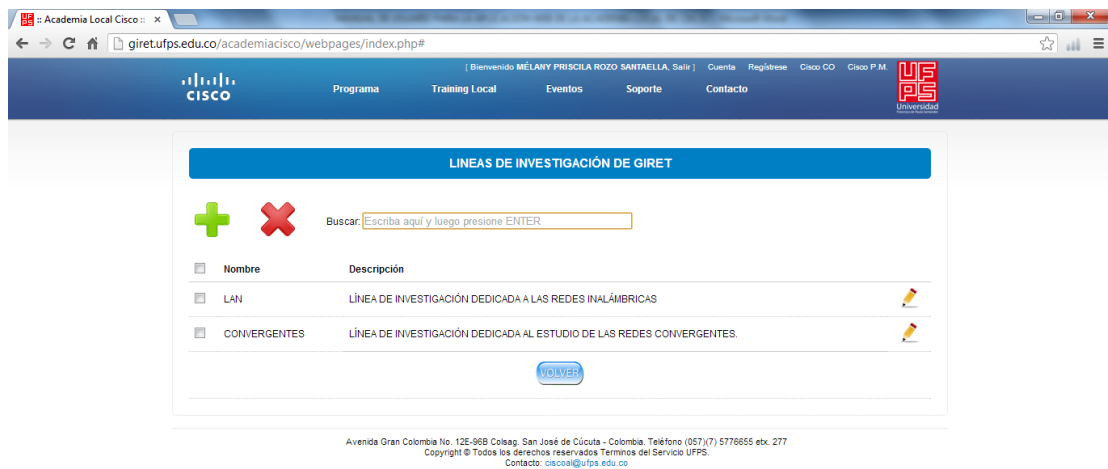 :: Academia Local Cisco ::
giret.ufps.edu.co/academiacisco/webpages/index.php#
[ Bienvenido MÉLANY PRISCILA ROZO SANTAELLA, Salir ] Cuenta Regístrese Cisco CO Cisco P.M.
CISCO
Programa Training Local Eventos Soporte Contacto
UFPS
Universidad
LINEAS DE INVESTIGACIÓN DE GIRET
Buscar: Escriba aquí y luego presione ENTER
Nombre Descripción
LAN LÍNEA DE INVESTIGACIÓN DEDICADA A LAS REDES INALÁMBRICAS
CONVERGENTES LÍNEA DE INVESTIGACIÓN DEDICADA AL ESTUDIO DE LAS REDES CONVERGENTES.
VOLVER
Avenida Gran Colombia No. 12E-96B Colsag. San José de Cúcuta - Colombia. Teléfono (057)(7) 5776655 etx. 277
Copyright © Todos los derechos reservados Terminos del Servicio UFPS.
Contacto: ciscoal@ufps.edu.co